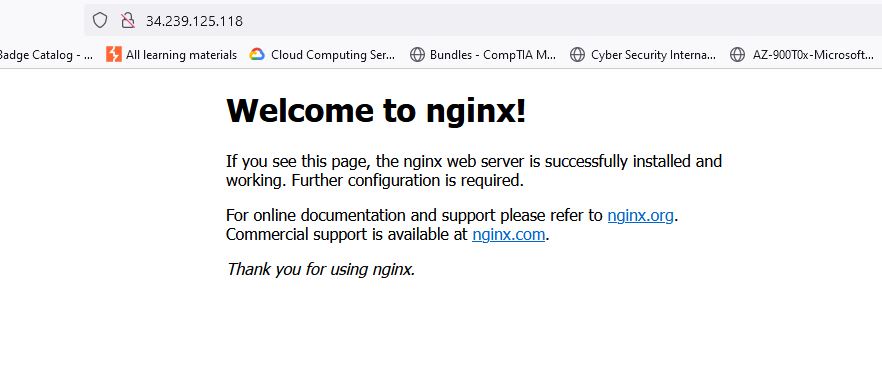 34.239.125.118
Badge Catalog - ... All learning materials Cloud Computing Ser... Bundles - CompTIA M... Cyber Security Interna... AZ-900T0x-Microsoft...
Welcome to nginx!
If you see this page, the nginx web server is successfully installed and
working. Further configuration is required.
For online documentation and support please refer to nginx.org.
Commercial support is available at nginx.com.
Thank you for using nginx.